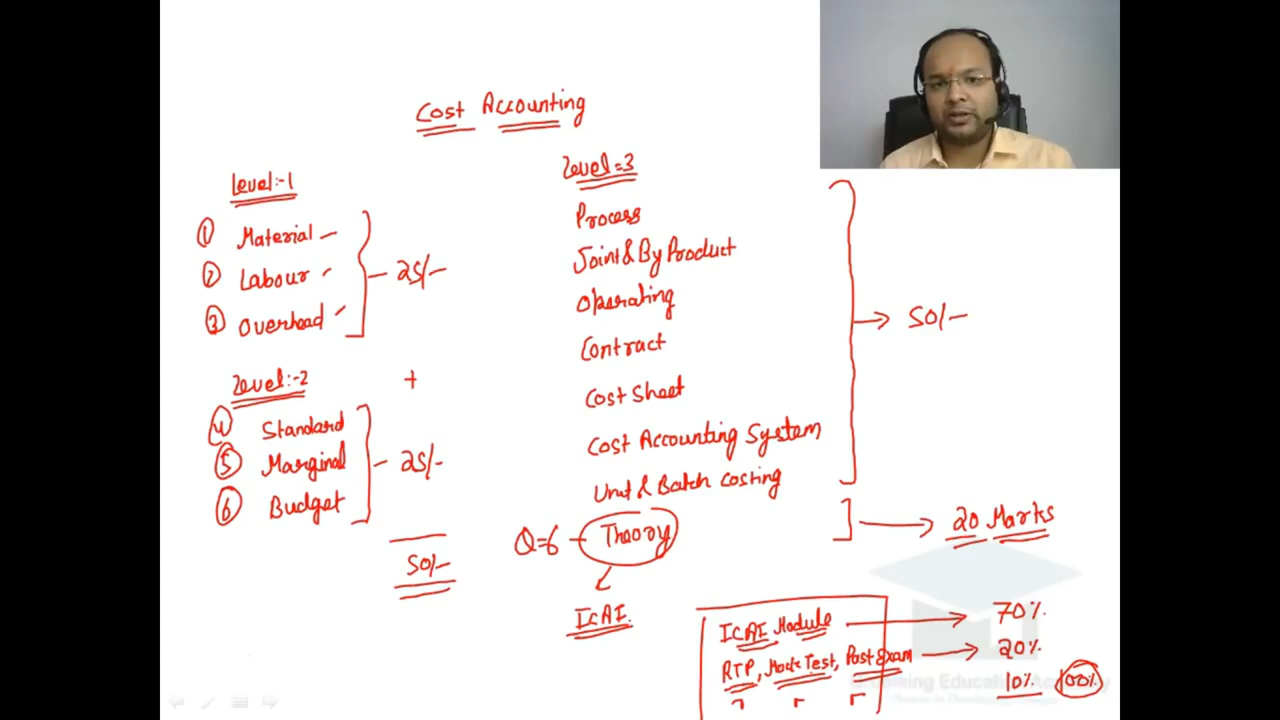 Cost Accounting
Level:-1
① Material
② Labour
③ Overhead
25/-
Level:-2
+
④ Standard
⑤ Marginal
⑥ Budget
25/-
50/-
Level=3
Process
Joint & By Product
Operating
Contract
Cost Sheet
Cost Accounting System
Unit & Batch Costing
50/-
Q=6 - Theory
20 Marks
ICAI
ICAI Module → 70%
RTP, Mock Test, Past Exam → 20%
10% 100%
Education Academy